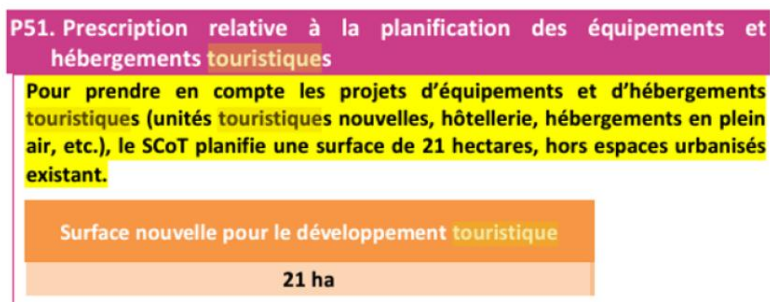 P51. Prescription relative à la planification des équipements et
hébergements touristiques
Pour prendre en compte les projets d'équipements et d'hébergements
touristiques (unités touristiques nouvelles, hôtellerie, hébergements en plein
air, etc.), le SCoT planifie une surface de 21 hectares, hors espaces urbanisés
existant.
Surface nouvelle pour le développement touristique
21 ha